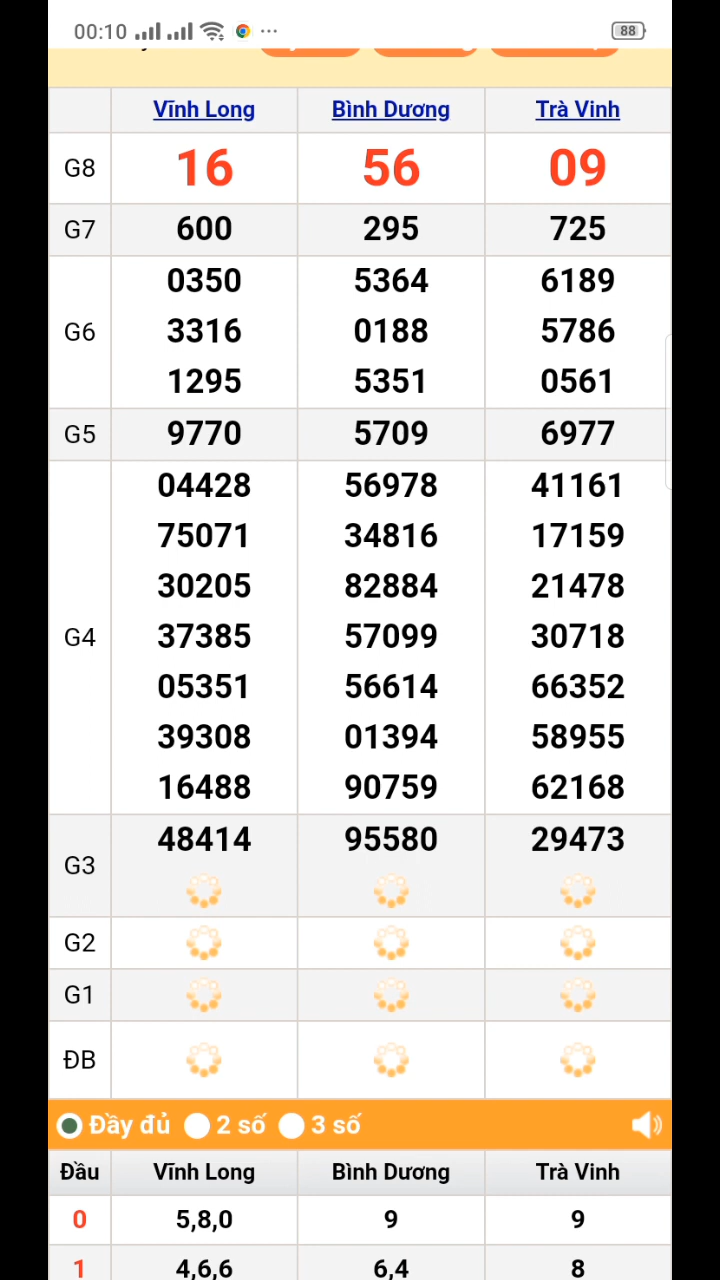 00:10 88
Vĩnh Long Bình Dương Trà Vinh
G8 16 56 09
G7 600 295 725
G6 0350 5364 6189
3316 0188 5786
1295 5351 0561
G5 9770 5709 6977
G4 04428 56978 41161
75071 34816 17159
30205 82884 21478
37385 57099 30718
05351 56614 66352
39308 01394 58955
16488 90759 62168
G3 48414 95580 29473
G2
G1
ĐB
Đầy đủ 2 số 3 số
Đầu Vĩnh Long Bình Dương Trà Vinh
0 5,8,0 9 9
1 4,6,6 6,4 8